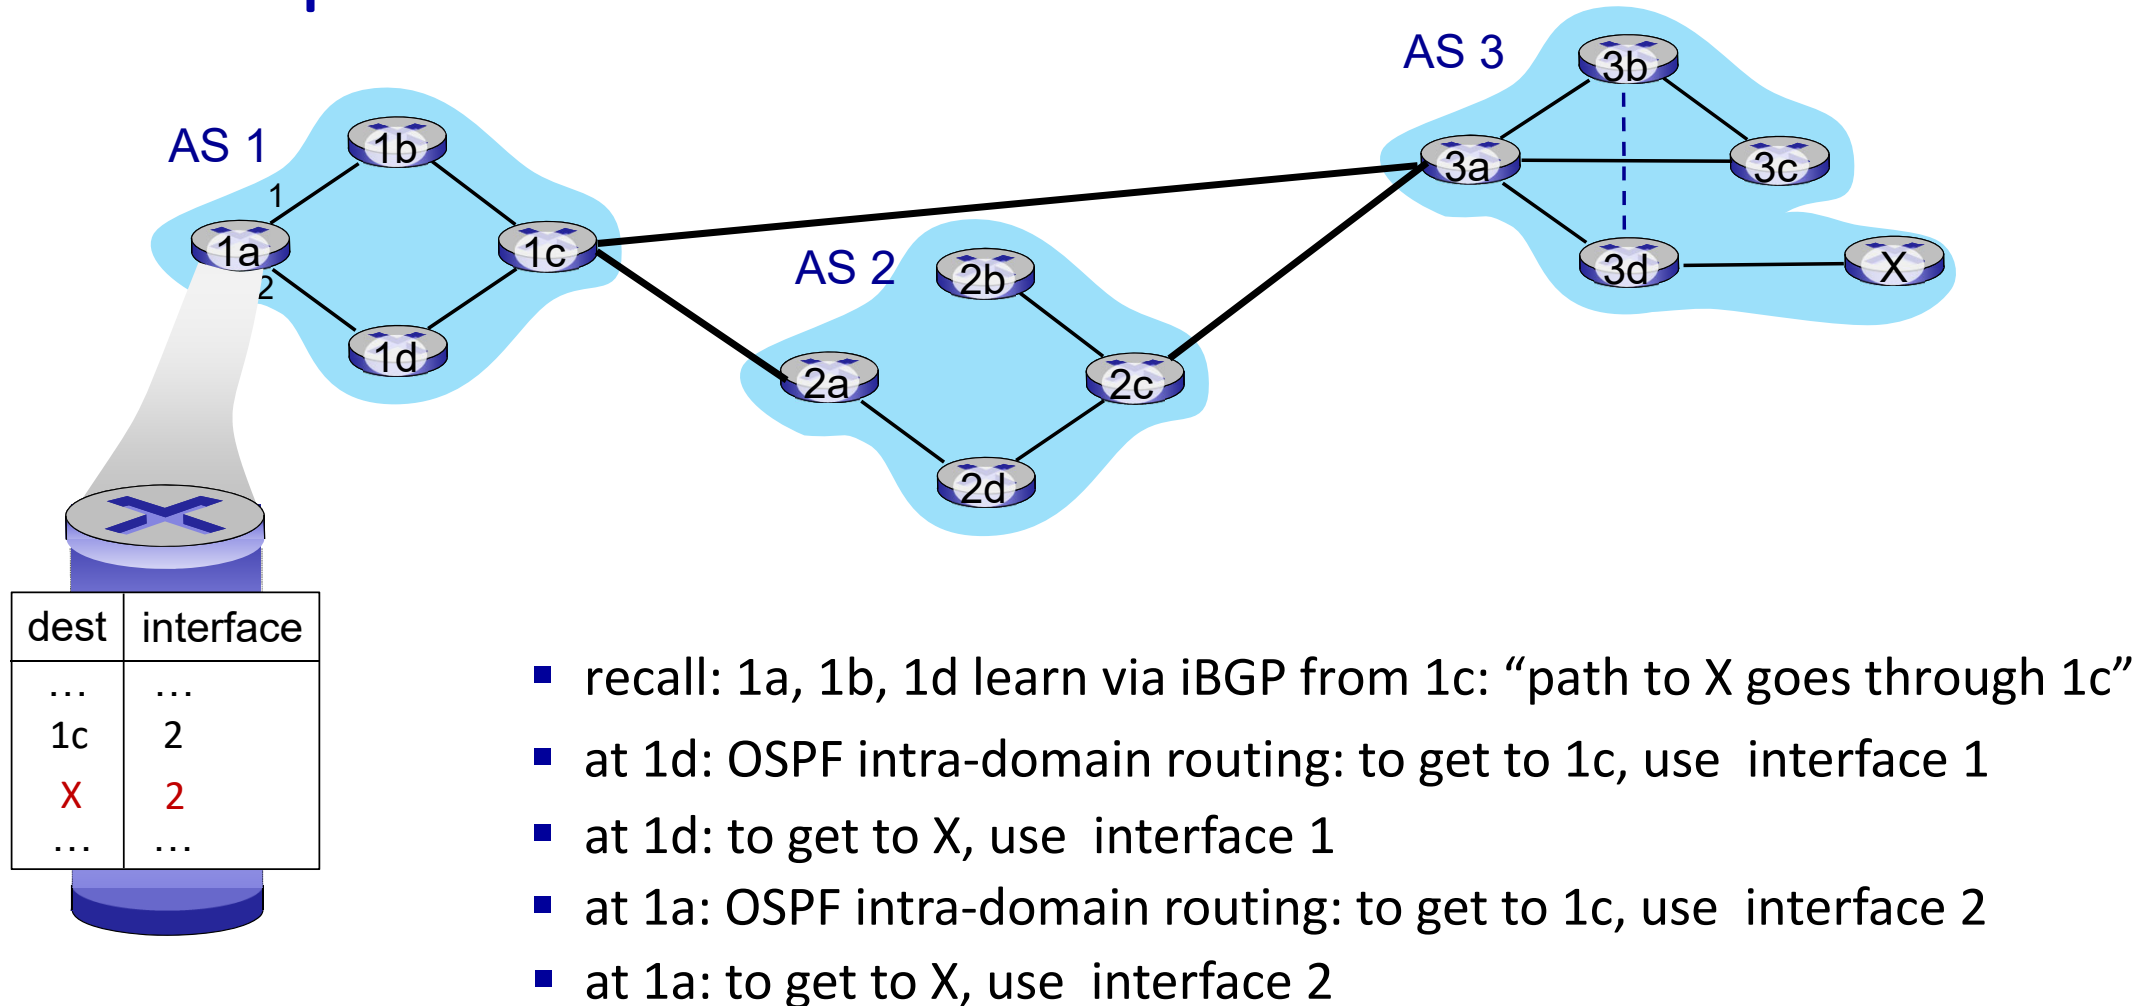 AS 3
3b
AS 1
1b
3a
3c
1
1a
1c
AS 2
2b
3d
X
2
1d
2a
2c
2d
dest interface
... ...
1c 2
X 2
... ...
recall: 1a, 1b, 1d learn via iBGP from 1c: “path to X goes through 1c”
at 1d: OSPF intra-domain routing: to get to 1c, use interface 1
at 1d: to get to X, use interface 1
at 1a: OSPF intra-domain routing: to get to 1c, use interface 2
at 1a: to get to X, use interface 2